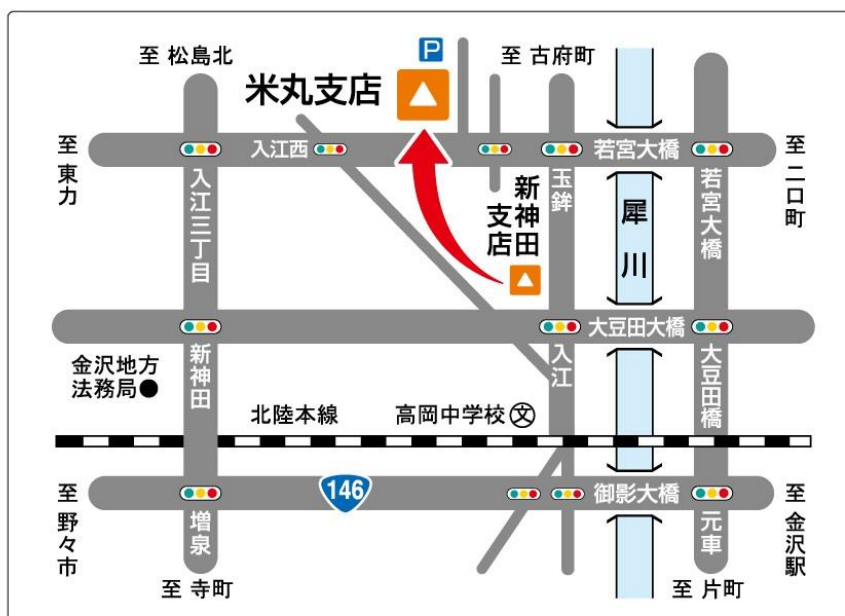 至 松島北
P
至 古府町
米丸支店
至 東力
入江西
若宮大橋
至 二口町
入江三丁目
玉鉾
新神田
支店
犀川
若宮大橋
大豆田大橋
金沢地方
法務局●
新神田
入江
大豆田橋
北陸本線
高岡中学校
文
至 野々市
146
御影大橋
至 金沢駅
増泉
元車
至 寺町
至 片町